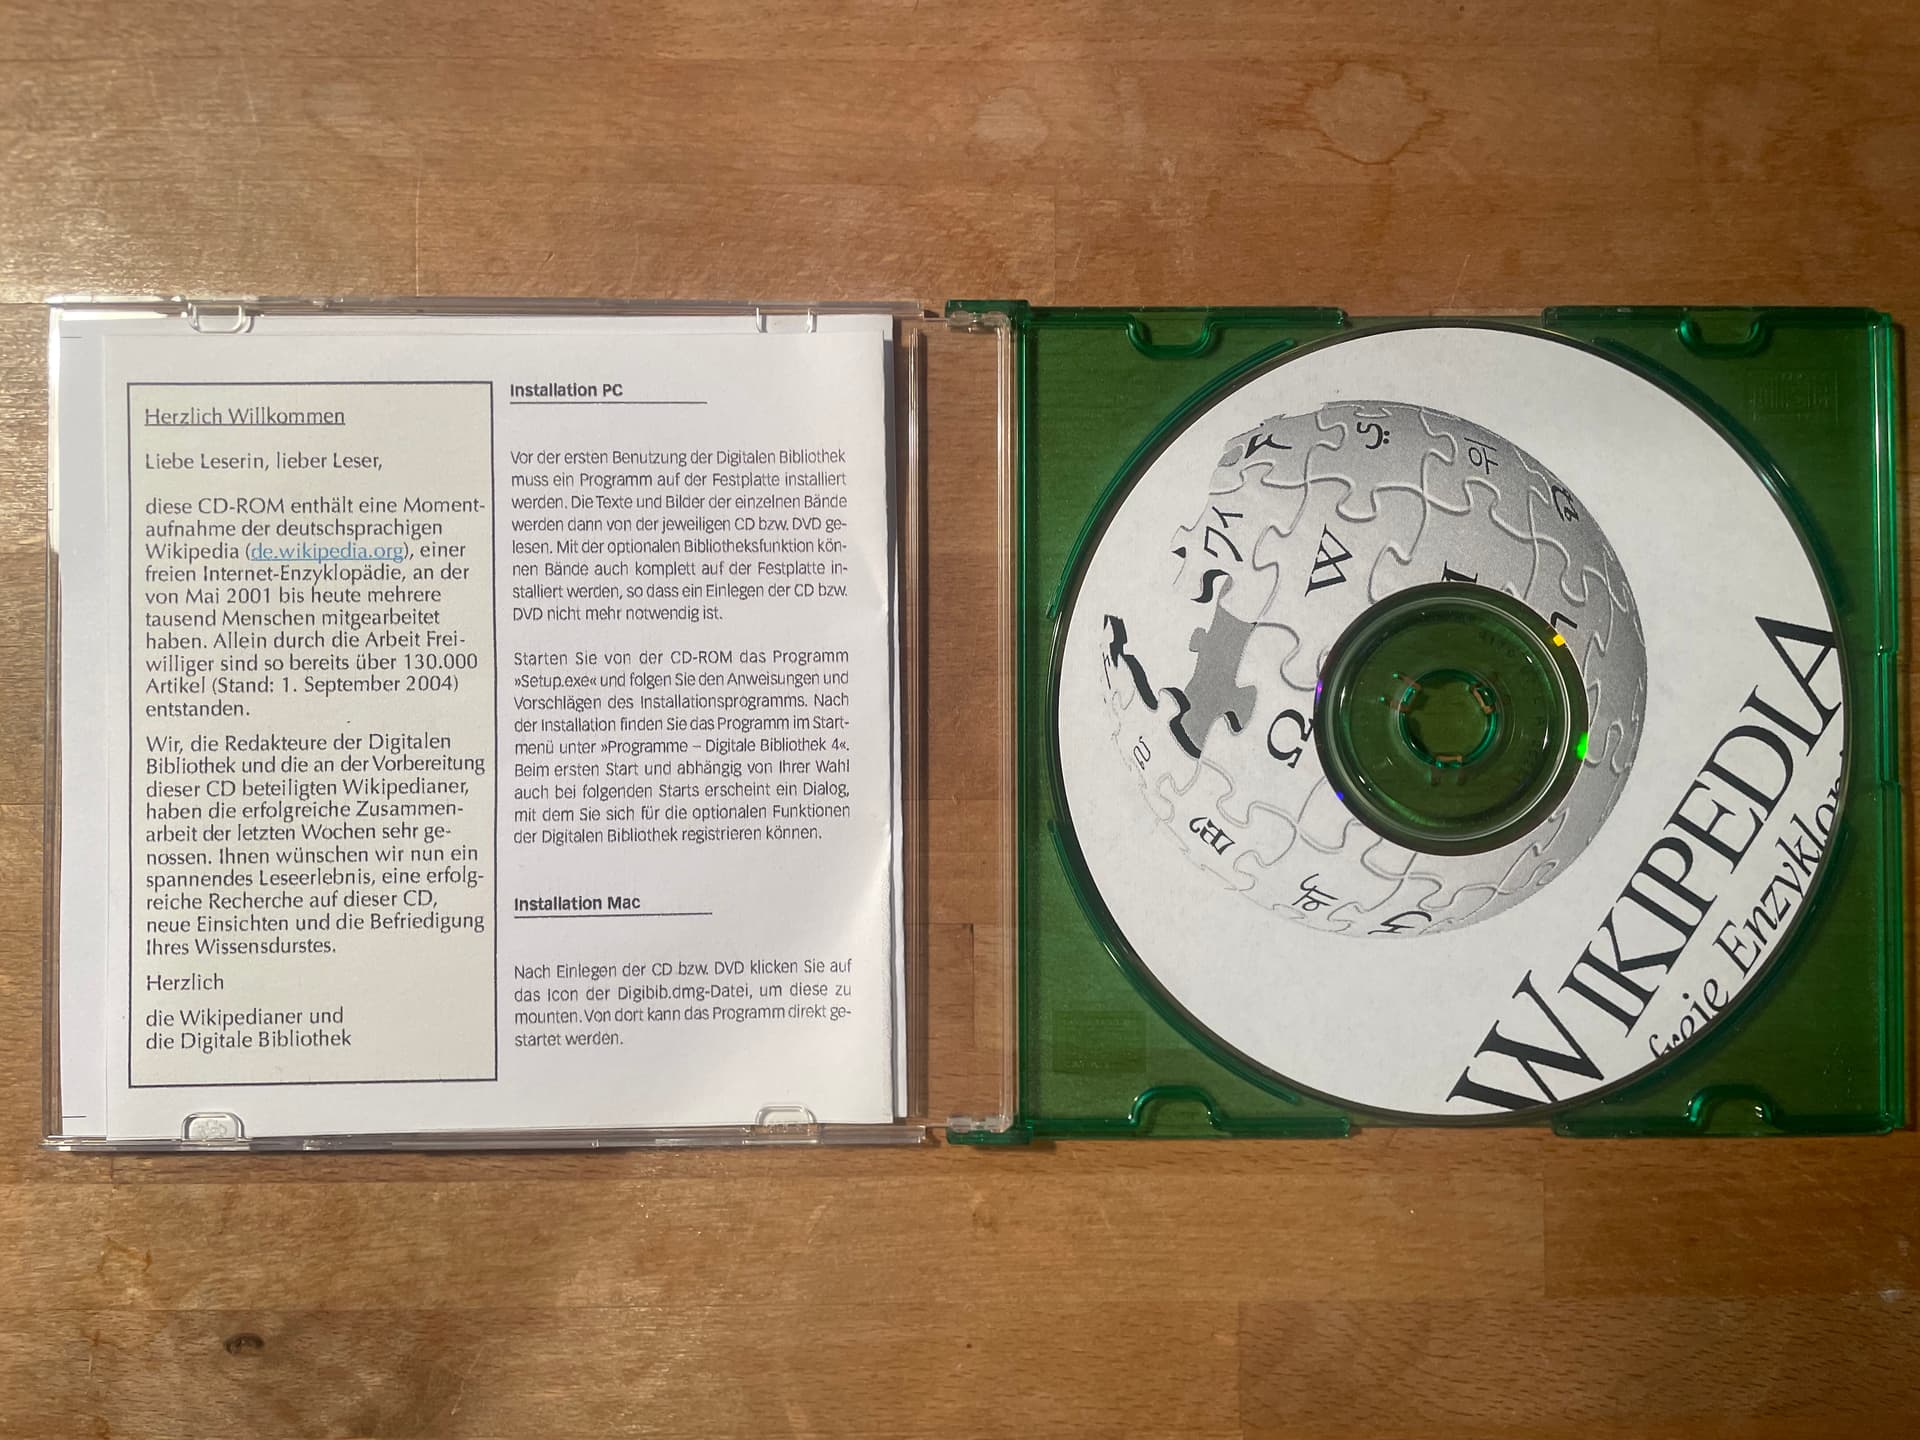 Herzlich Willkommen
Liebe Leserin, lieber Leser,
diese CD-ROM enthält eine Moment-
aufnahme der deutschsprachigen
Wikipedia (de.wikipedia.org), einer
freien Internet-Enzyklopädie, an der
von Mai 2001 bis heute mehrere
tausend Menschen mitgearbeitet
haben. Allein durch die Arbeit Frei-
williger sind so bereits über 130.000
Artikel (Stand: 1. September 2004)
entstanden.
Wir, die Redakteure der Digitalen
Bibliothek und die an der Vorbereitung
dieser CD beteiligten Wikipedianer,
haben die erfolgreiche Zusammen-
arbeit der letzten Wochen sehr ge-
nossen. Ihnen wünschen wir nun ein
spannendes Leseerlebnis, eine erfolg-
reiche Recherche auf dieser CD,
neue Einsichten und die Befriedigung
Ihres Wissensdurstes.
Herzlich
die Wikipedianer und
die Digitale Bibliothek
Installation PC
Vor der ersten Benutzung der Digitalen Bibliothek
muss ein Programm auf der Festplatte installiert
werden. Die Texte und Bilder der einzelnen Bände
werden dann von der jeweiligen CD bzw. DVD ge-
lesen. Mit der optionalen Bibliotheksfunktion kön-
nen Bände auch komplett auf der Festplatte in-
stalliert werden, so dass ein Einlegen der CD bzw.
DVD nicht mehr notwendig ist.
Starten Sie von der CD-ROM das Programm
»Setup.exe« und folgen Sie den Anweisungen und
Vorschlägen des Installationsprogramms. Nach
der Installation finden Sie das Programm im Start-
menü unter »Programme – Digitale Bibliothek 4«.
Beim ersten Start und abhängig von Ihrer Wahl
auch bei folgenden Starts erscheint ein Dialog,
mit dem Sie sich für die optionalen Funktionen
der Digitalen Bibliothek registrieren können.
Installation Mac
Nach Einlegen der CD bzw. DVD klicken Sie auf
das Icon der Digibib.dmg-Datei, um diese zu
mounten. Von dort kann das Programm direkt ge-
startet werden.
W
Ω
WIKIPEDIA
freie Enzyklop